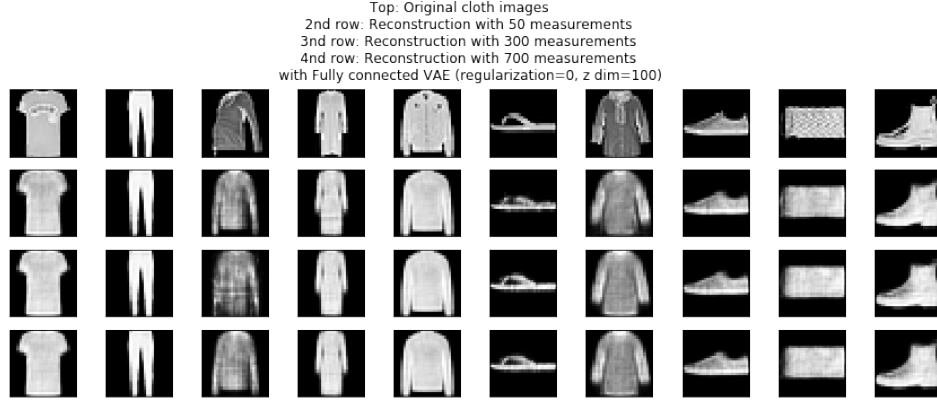 Top: Original cloth images
2nd row: Reconstruction with 50 measurements
3nd row: Reconstruction with 300 measurements
4nd row: Reconstruction with 700 measurements
with Fully connected VAE (regularization=0, z dim=100)